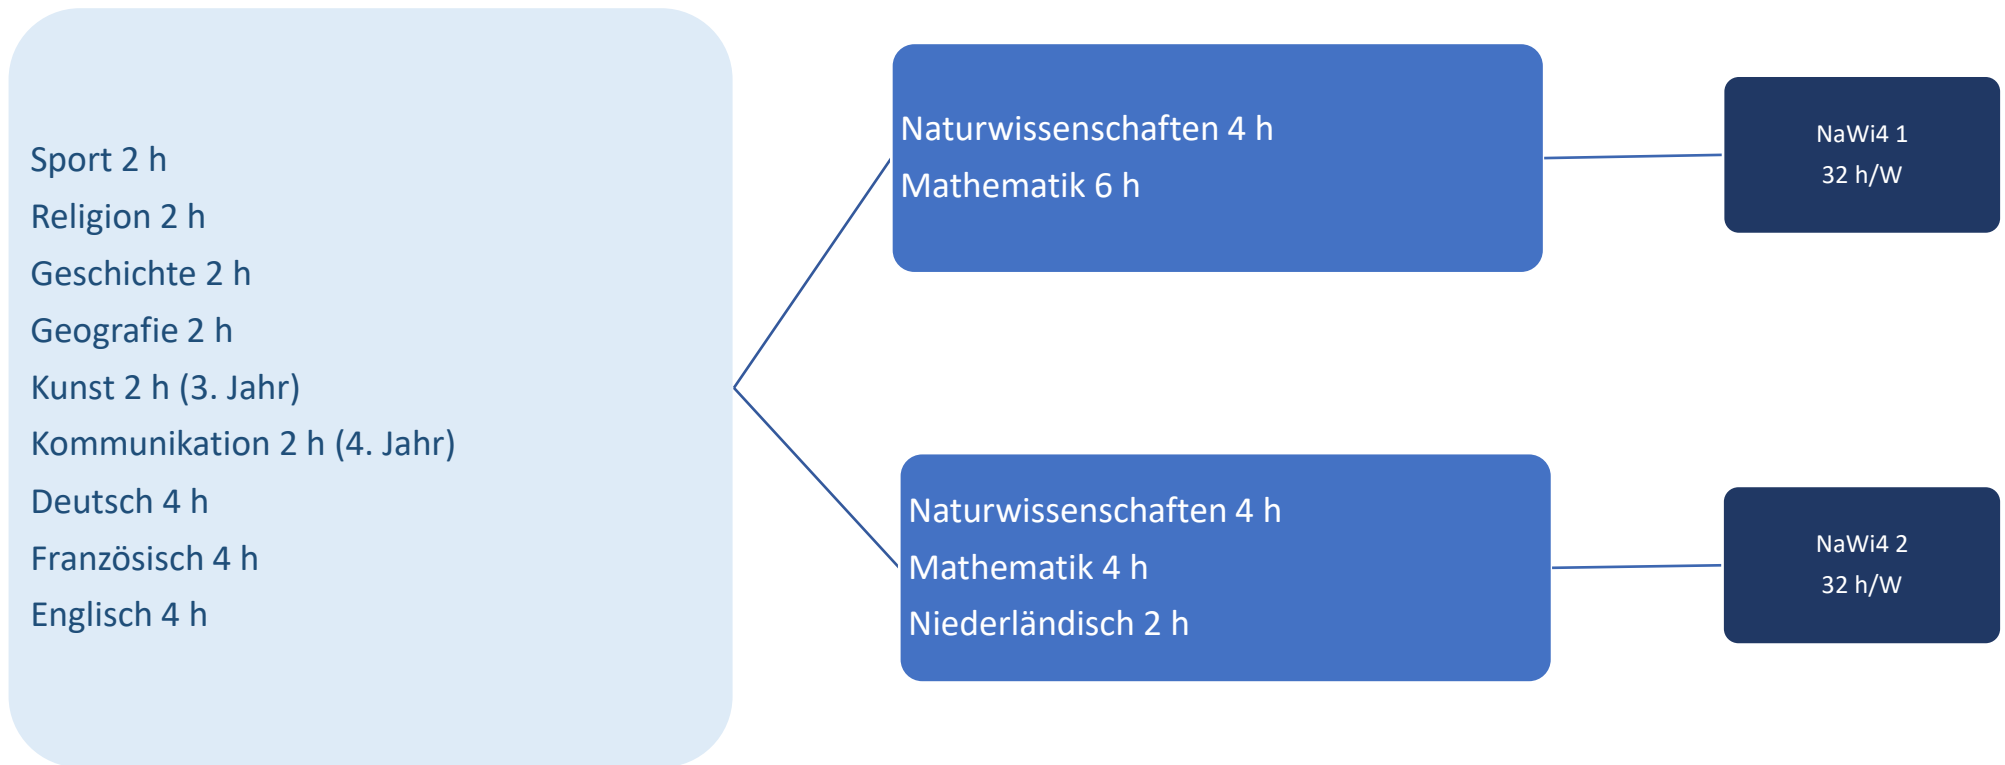 Sport 2 h
Religion 2 h
Geschichte 2 h
Geografie 2 h
Kunst 2 h (3. Jahr)
Kommunikation 2 h (4. Jahr)
Deutsch 4 h
Französisch 4 h
Englisch 4 h
Naturwissenschaften 4 h
Mathematik 6 h
NaWi4 1
32 h/W
Naturwissenschaften 4 h
Mathematik 4 h
Niederländisch 2 h
NaWi4 2
32 h/W